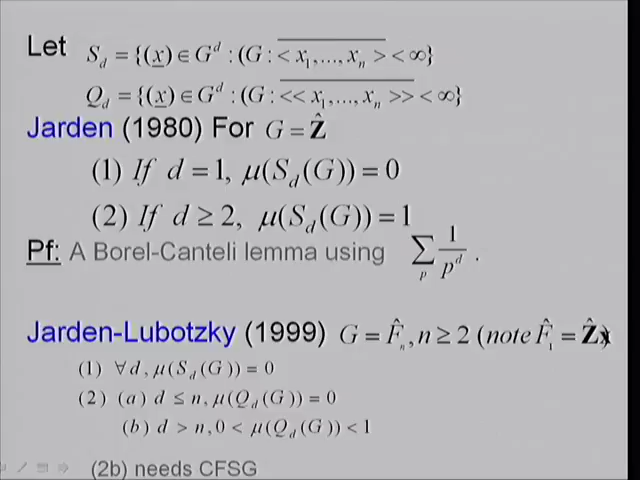 Let S_d = {(x) ∈ G^d : (G : \overline{< x_1,..., x_n >} < ∞}
Q_d = {(x) ∈ G^d : (G : \overline{<< x_1,..., x_n >>} < ∞}
Jarden (1980) For G = Ẑ
(1) If d = 1, μ(S_d(G)) = 0
(2) If d ≥ 2, μ(S_d(G)) = 1
Pf: A Borel-Canteli lemma using ∑_p 1/p^d .
Jarden-Lubotzky (1999) G = F̂_n, n ≥ 2 (note F̂_1 = Ẑ)
(1) ∀d, μ(S_d(G)) = 0
(2) (a) d ≤ n, μ(Q_d(G)) = 0
(b) d > n, 0 < μ(Q_d(G)) < 1
(2b) needs CFSG